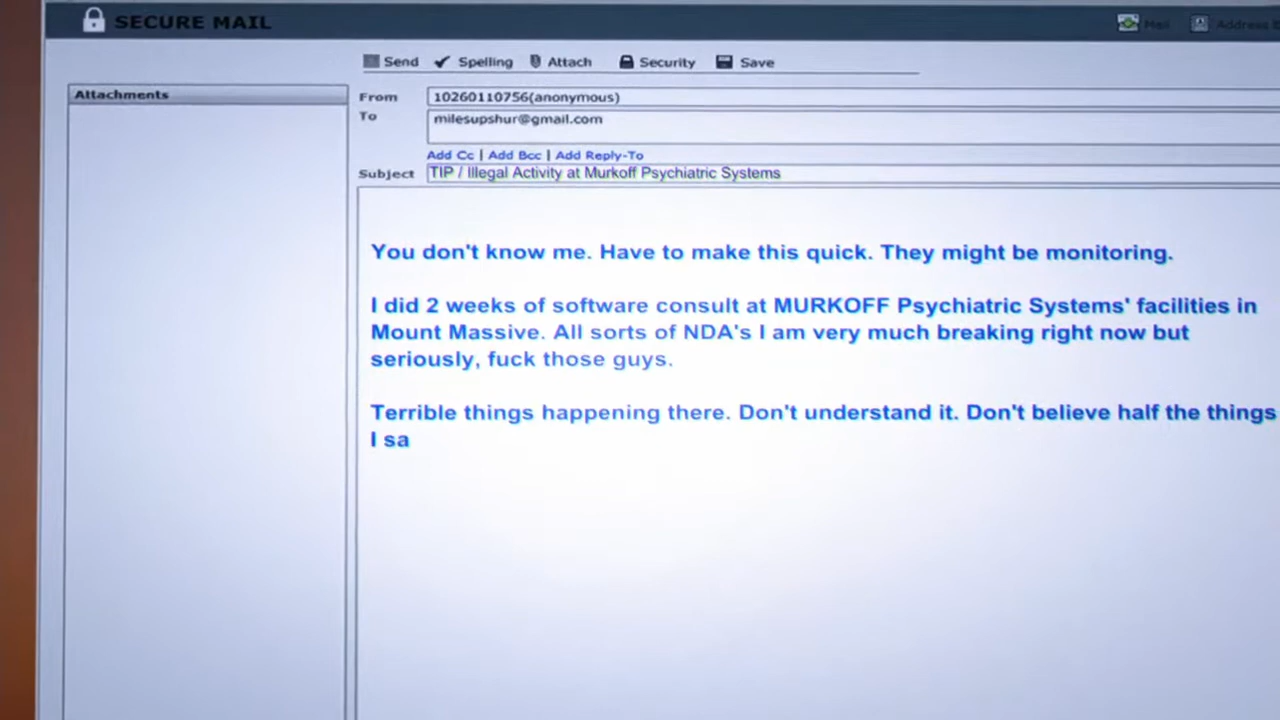 SECURE MAIL
Mail Address
Send Spelling Attach Security Save
Attachments
From 10260110756(anonymous)
To milesupshur@gmail.com
Add Cc | Add Bcc | Add Reply-To
Subject TIP / Illegal Activity at Murkoff Psychiatric Systems
You don't know me. Have to make this quick. They might be monitoring.
I did 2 weeks of software consult at MURKOFF Psychiatric Systems' facilities in
Mount Massive. All sorts of NDA's I am very much breaking right now but
seriously, fuck those guys.
Terrible things happening there. Don't understand it. Don't believe half the things
I sa